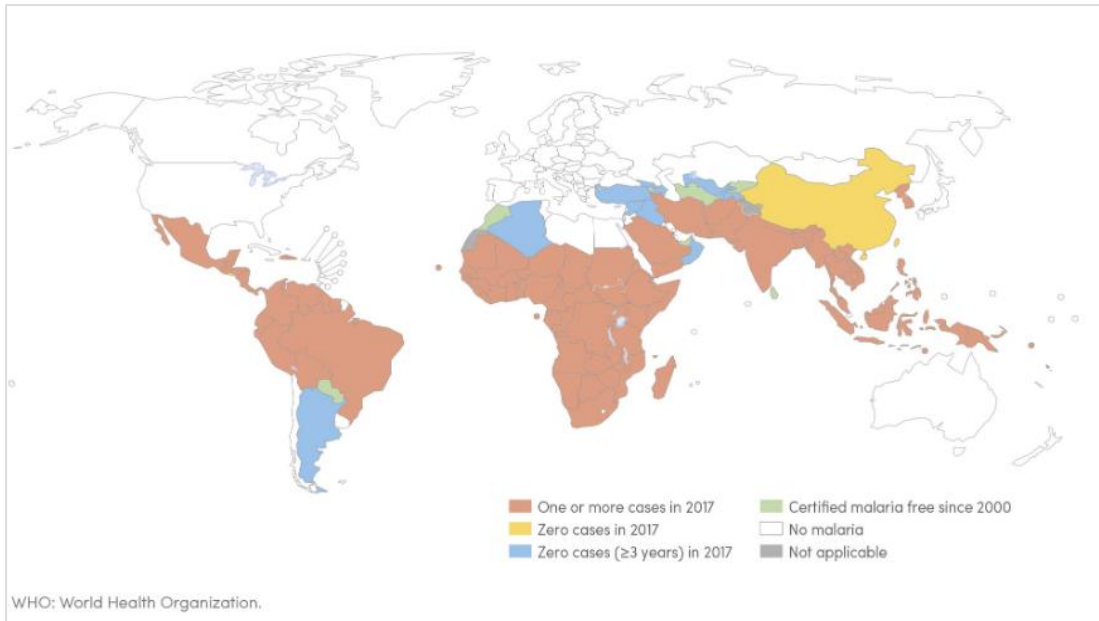 One or more cases in 2017
Zero cases in 2017
Zero cases (≥3 years) in 2017
Certified malaria free since 2000
No malaria
Not applicable
WHO: World Health Organization.